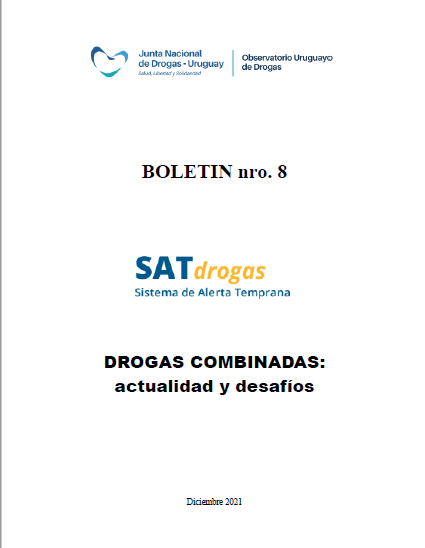 Junta Nacional
de Drogas - Uruguay
Salud, Libertad y Solidaridad
Observatorio Uruguayo
de Drogas
BOLETIN nro. 8
SATdrogas
Sistema de Alerta Temprana
DROGAS COMBINADAS:
actualidad y desafíos
Diciembre 2021